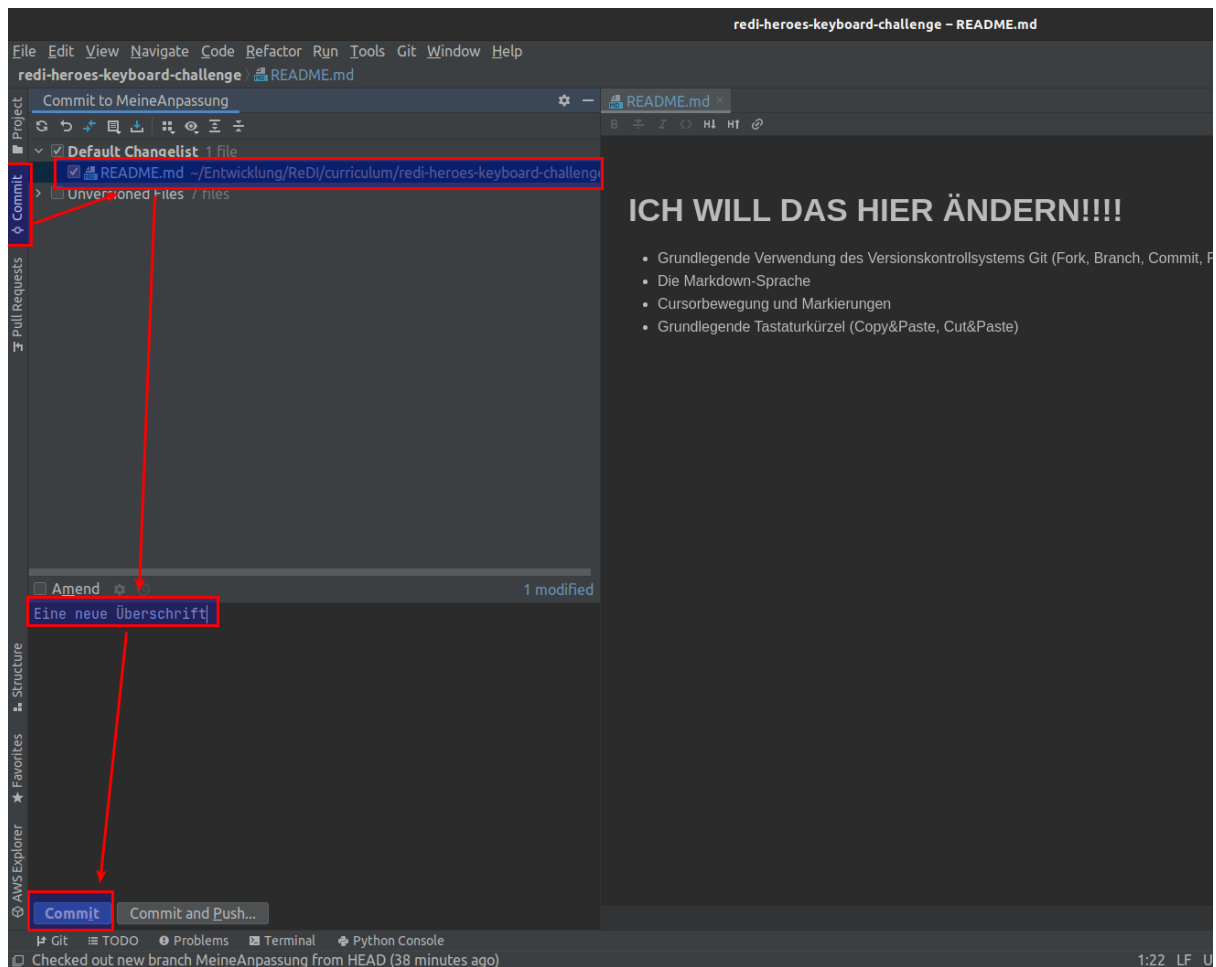 redi-heroes-keyboard-challenge – README.md
File Edit View Navigate Code Refactor Run Tools Git Window Help
redi-heroes-keyboard-challenge README.md
Project
Commit
Pull Requests
Structure
Favorites
AWS Explorer
Commit to MeineAnpassung
Default Changelist 1 file
README.md ~/Entwicklung/ReDI/curriculum/redi-heroes-keyboard-challenge
Unversioned Files 7 files
Amend
1 modified
Eine neue Überschrift
Commit
Commit and Push...
README.md
B I <> H↓ H↑
ICH WILL DAS HIER ÄNDERN!!!!
• Grundlegende Verwendung des Versionskontrollsystems Git (Fork, Branch, Commit,
• Die Markdown-Sprache
• Cursorbewegung und Markierungen
• Grundlegende Tastaturkürzel (Copy&Paste, Cut&Paste)
Git TODO Problems Terminal Python Console
Checked out new branch MeineAnpassung from HEAD (38 minutes ago)
1:22 LF